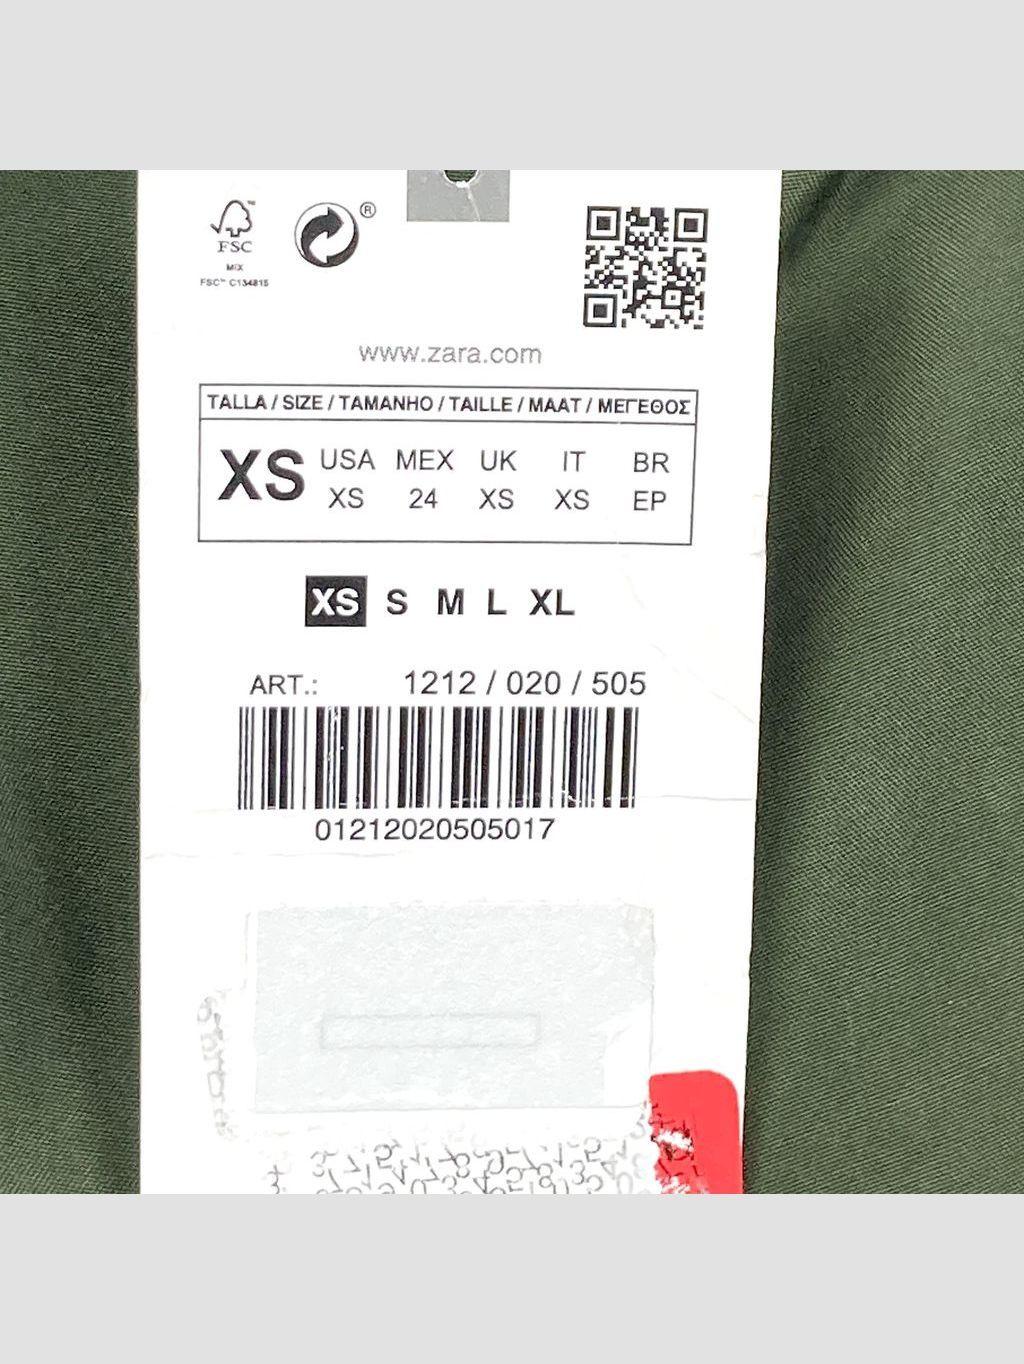 FSC
MIX
FSC™ C134815
®
www.zara.com
TALLA / SIZE / TAMANHO / TAILLE / MAAT / ΜΕΓΕΘΟΣ
XS USA MEX UK IT BR
XS 24 XS XS EP
XS S M L XL
ART.: 1212 / 020 / 505
01212020505017